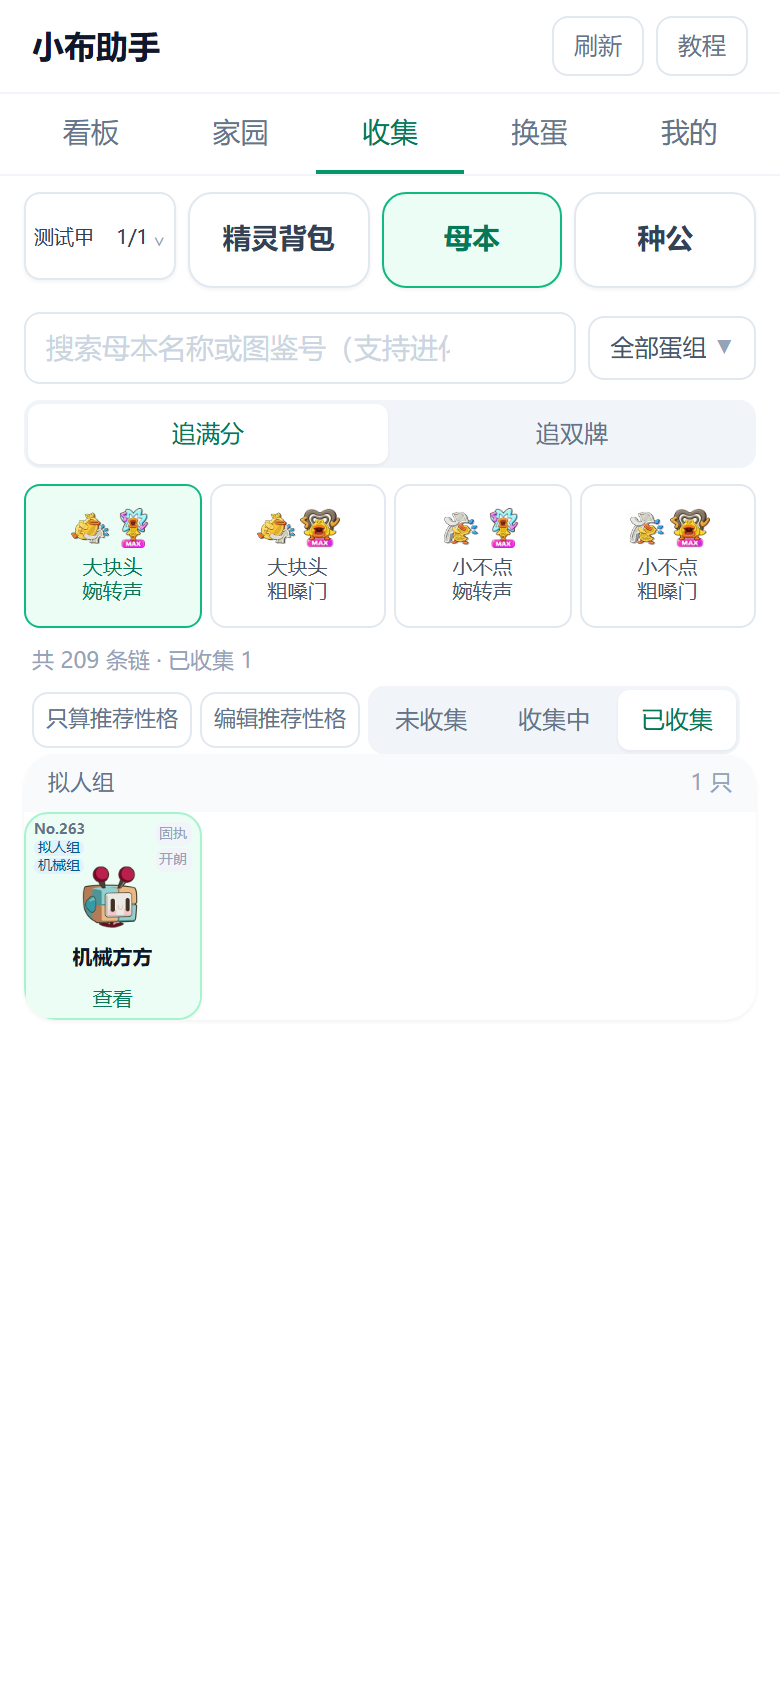 小布助手
刷新
教程
看板
家园
收集
换蛋
我的
测试甲 1/1
精灵背包
母本
种公
搜索母本名称或图鉴号（支持进
全部蛋组 ▼
追满分
追双牌
MAX
大块头
婉转声
MAX
大块头
粗嗓门
MAX
小不点
婉转声
MAX
小不点
粗嗓门
共 209 条链 · 已收集 1
只算推荐性格
编辑推荐性格
未收集
收集中
已收集
拟人组
1 只
No.263
拟人组
机械组
固执
开朗
机械方方
查看